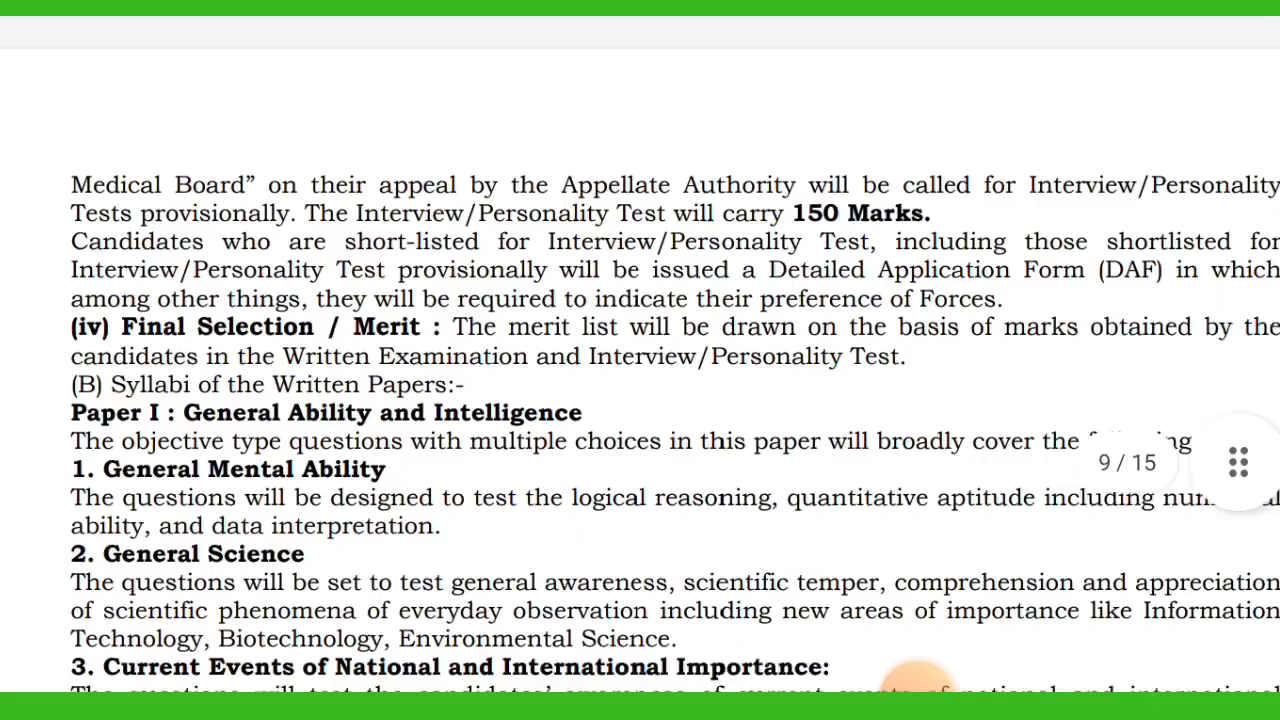 Medical Board” on their appeal by the Appellate Authority will be called for Interview/Personality
Tests provisionally. The Interview/Personality Test will carry 150 Marks.
Candidates who are short-listed for Interview/Personality Test, including those shortlisted for
Interview/Personality Test provisionally will be issued a Detailed Application Form (DAF) in which
among other things, they will be required to indicate their preference of Forces.
(iv) Final Selection / Merit : The merit list will be drawn on the basis of marks obtained by the
candidates in the Written Examination and Interview/Personality Test.
(B) Syllabi of the Written Papers:-
Paper I : General Ability and Intelligence
The objective type questions with multiple choices in this paper will broadly cover the
9 / 15
1. General Mental Ability
The questions will be designed to test the logical reasoning, quantitative aptitude including
ability, and data interpretation.
2. General Science
The questions will be set to test general awareness, scientific temper, comprehension and appreciation
of scientific phenomena of everyday observation including new areas of importance like Information
Technology, Biotechnology, Environmental Science.
3. Current Events of National and International Importance: